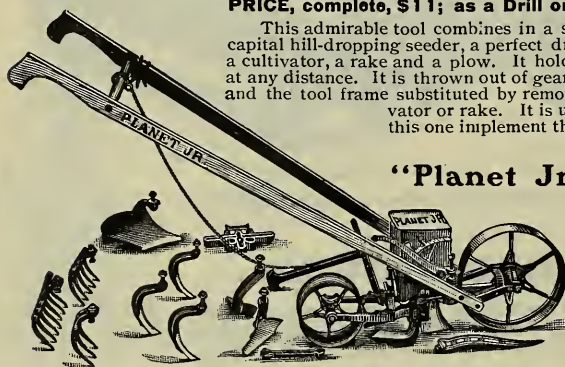 PRICE, complete, $11; as a Drill on
This admirable tool combines in a s
capital hill-dropping seeder, a perfect dr
a cultivator, a rake and a plow. It hold
at any distance. It is thrown out of gear
and the tool frame substituted by remov
vator or rake. It is u
this one implement th
"Planet Jr
PLANET JR.
PLANET JR